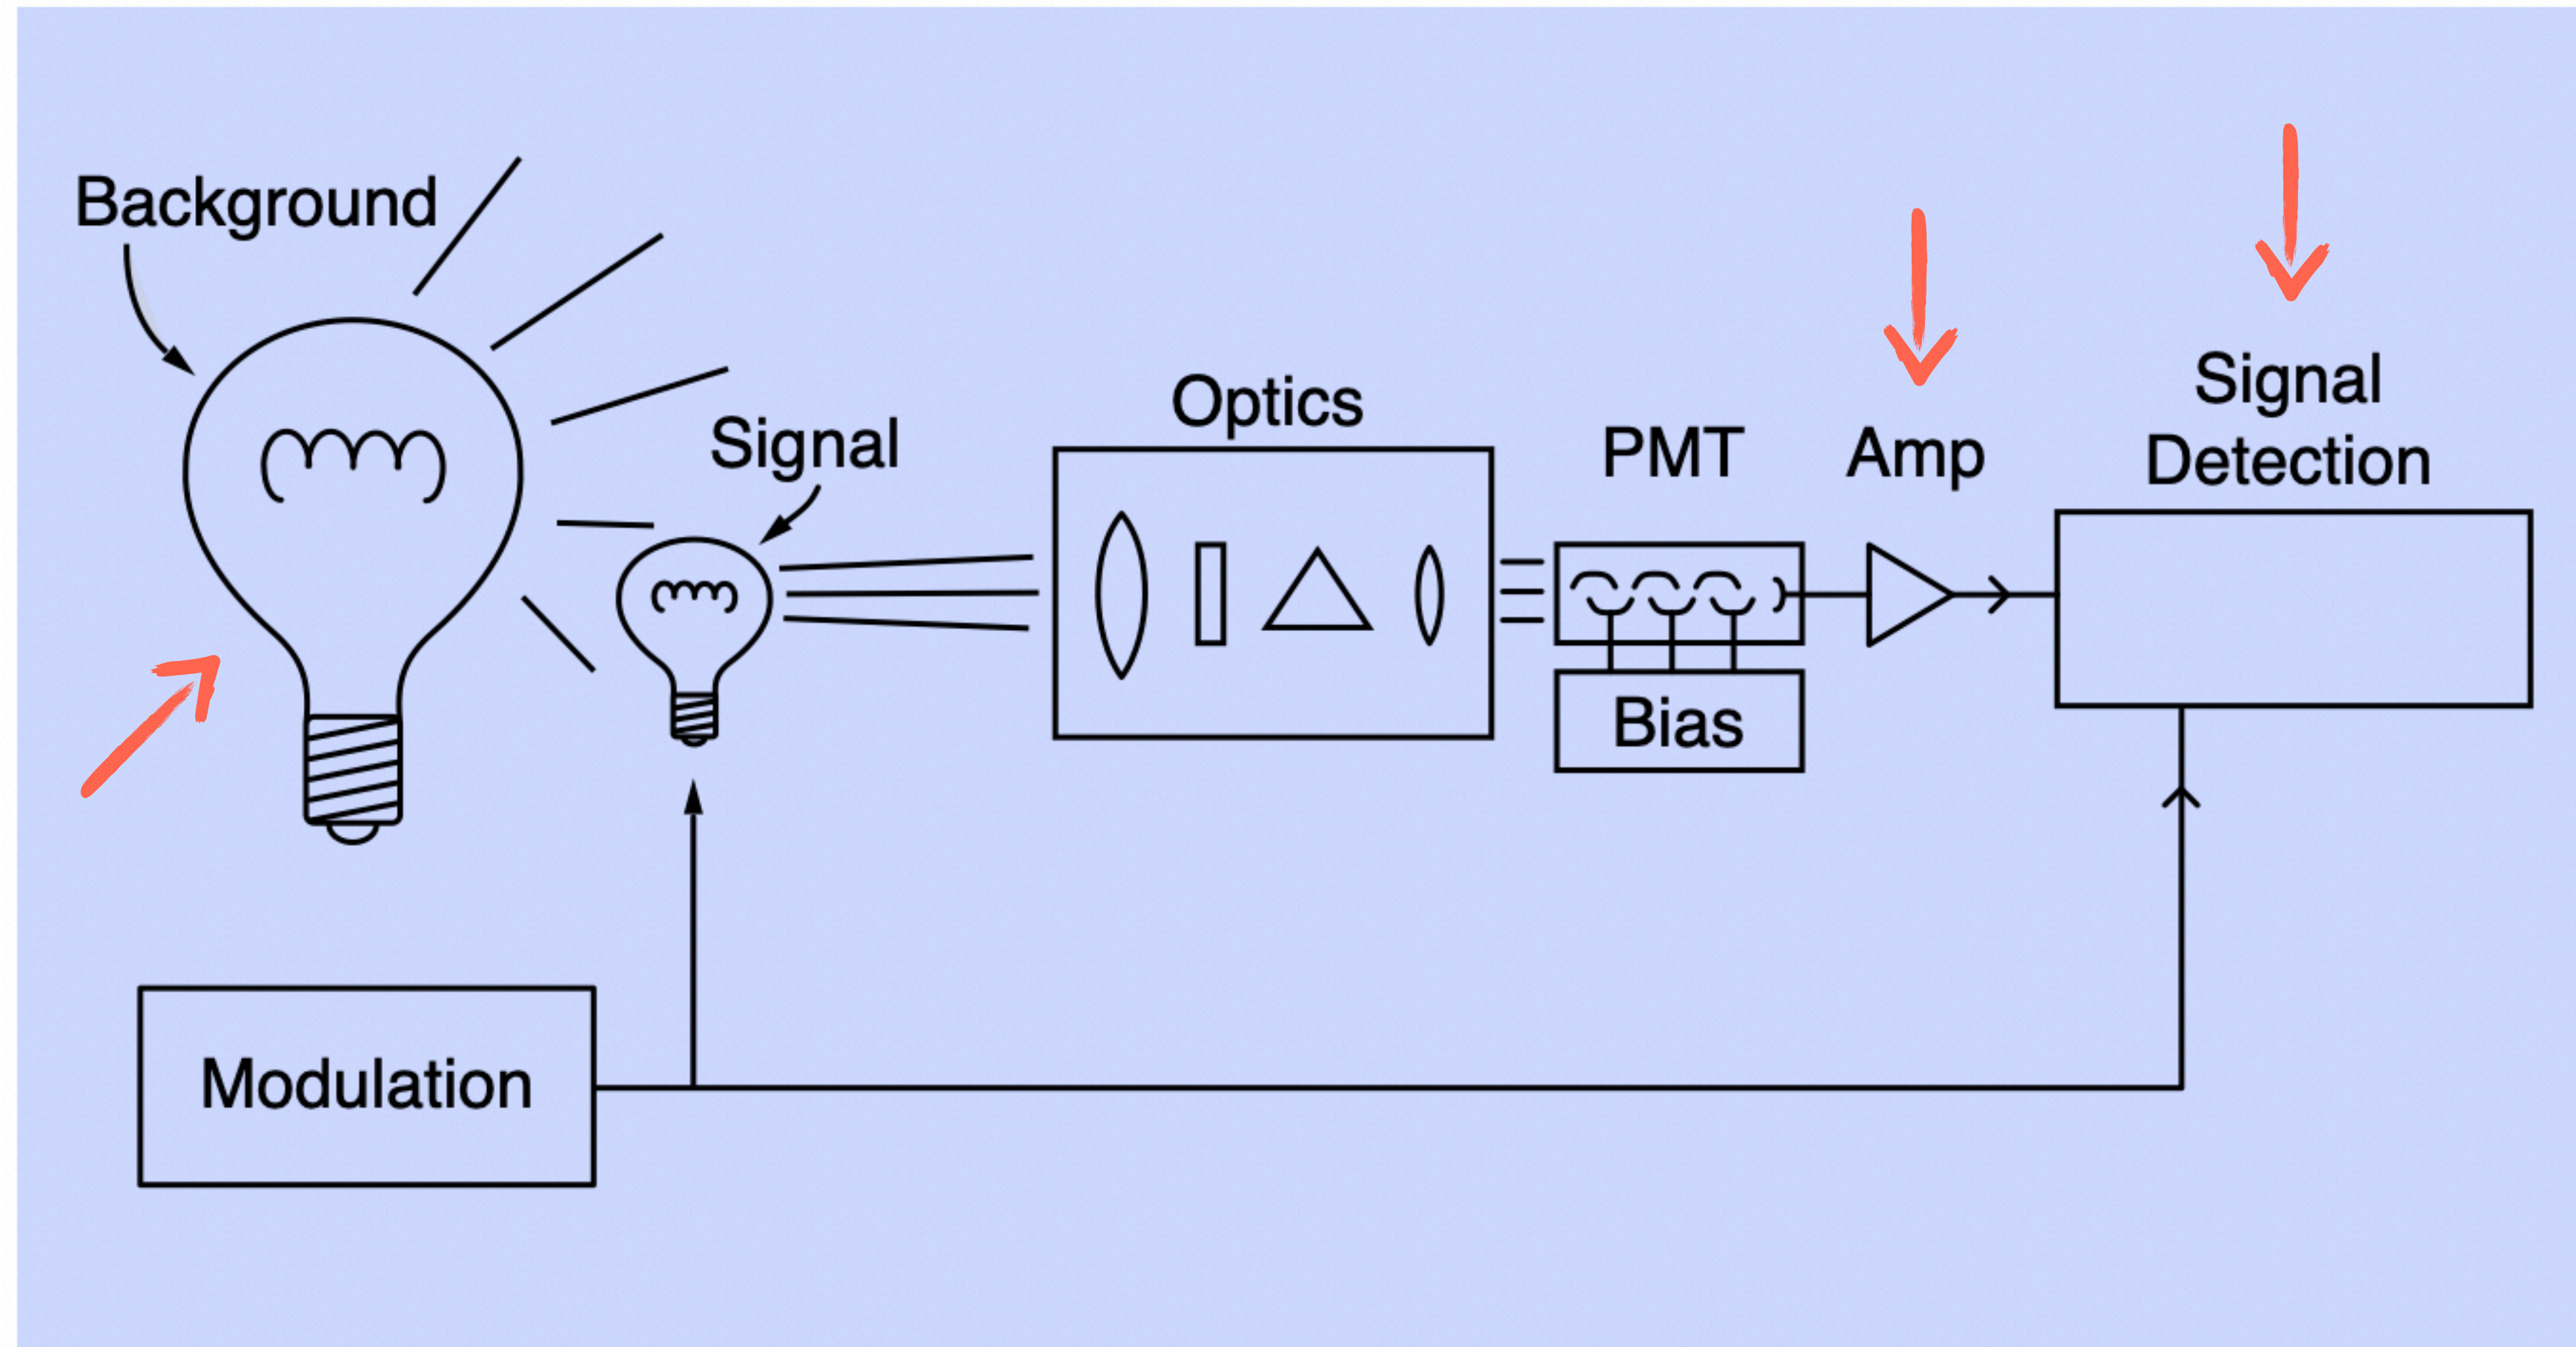 Background
Signal
Optics
PMT
Amp
Signal
Detection
Bias
Modulation